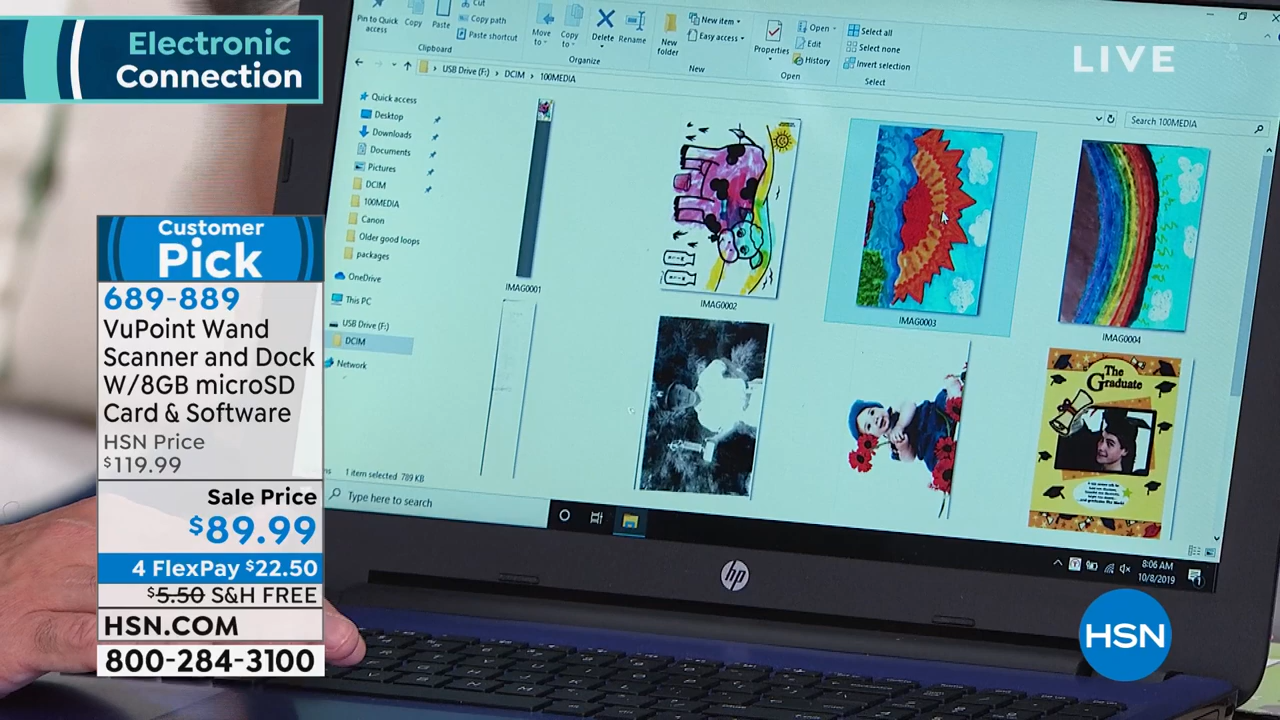 Electronic
Connection
LIVE
Customer
Pick
689-889
VuPoint Wand
Scanner and Dock
W/8GB microSD
Card & Software
HSN Price
$119.99
Sale Price
$89.99
4 FlexPay $22.50
$5.50 S&H FREE
HSN.COM
800-284-3100
Pin to Quick
access
Copy
Paste
Cut
Copy path
Paste shortcut
Clipboard
Move
to
Copy
to
Delete
Rename
Organize
New
folder
New item
Easy access
New
Properties
Open
Edit
History
Open
Select all
Select none
Invert selection
Select
USB Drive (F:) > DCIM > 100MEDIA
Search 100MEDIA
Quick access
Desktop
Downloads
Documents
Pictures
DCIM
100MEDIA
Canon
Older good loops
packages
OneDrive
This PC
USB Drive (F:)
DCIM
Network
IMAG0001
IMAG0002
IMAG0003
IMAG0004
The
Graduate
1 item selected 789 KB
Type here to search
8:06 AM
10/8/2019
hp
HSN